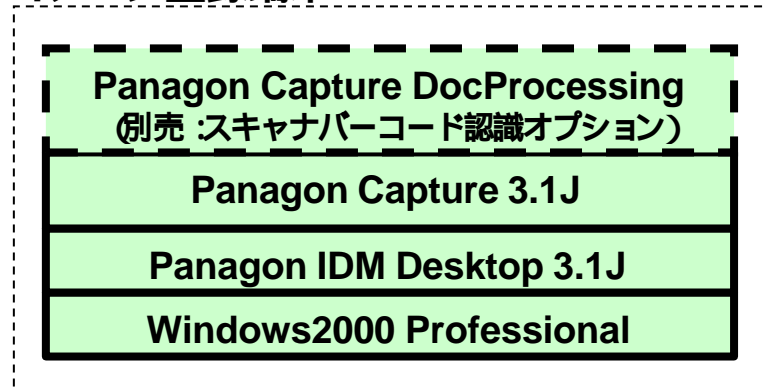 Panagon Capture DocProcessing
(別売:スキャナバーコード認識オプション)
Panagon Capture 3.1J
Panagon IDM Desktop 3.1J
Windows2000 Professional